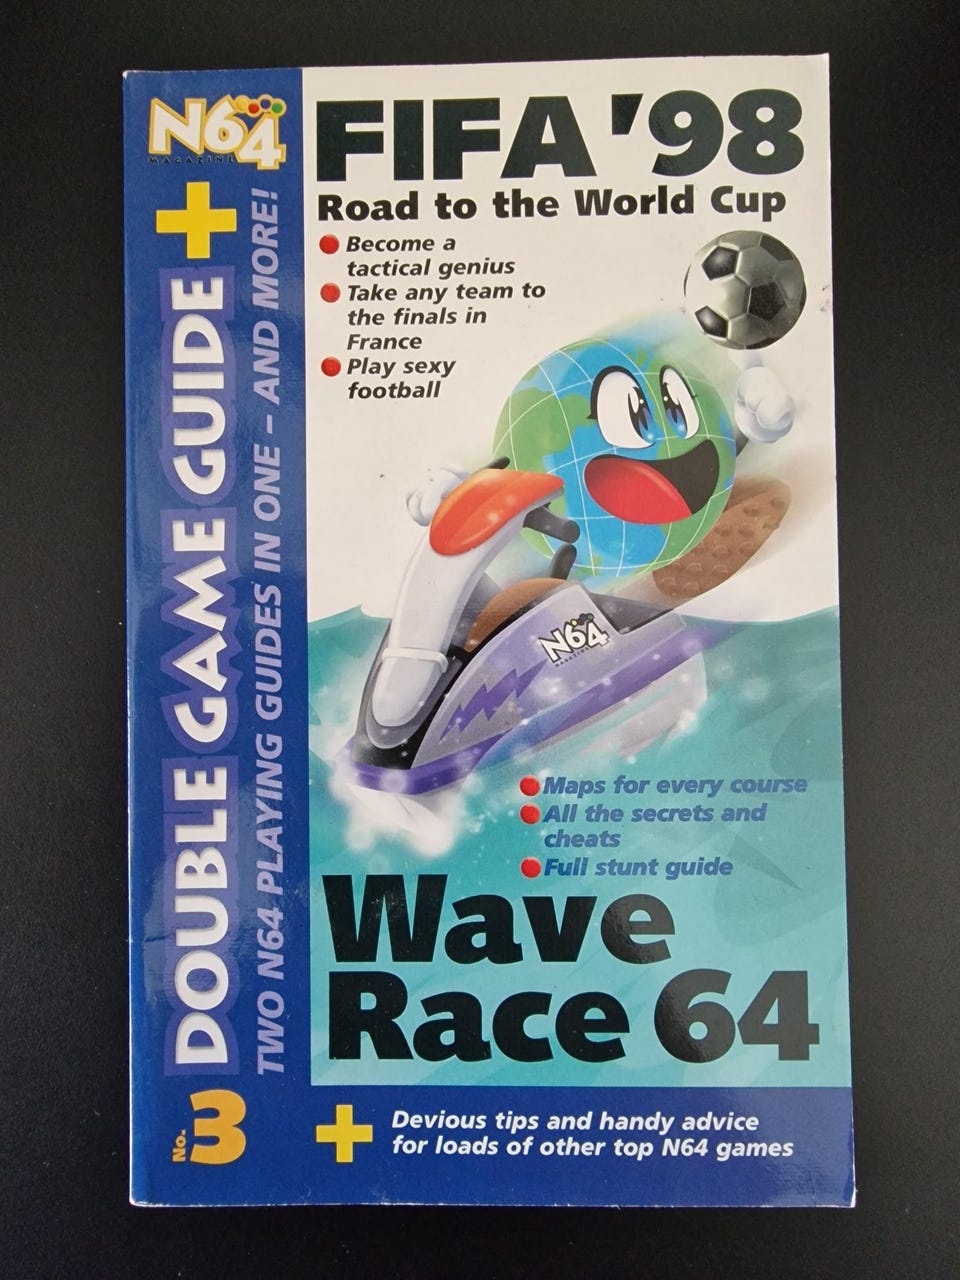 N64
MAGAZINE
DOUBLE GAME GUIDE +
TWO N64 PLAYING GUIDES IN ONE – AND MORE!
No. 3
FIFA '98
Road to the World Cup
Become a
tactical genius
Take any team to
the finals in
France
Play sexy
football
N64
MAGAZINE
Maps for every course
All the secrets and
cheats
Full stunt guide
Wave
Race 64
+ Devious tips and handy advice
for loads of other top N64 games